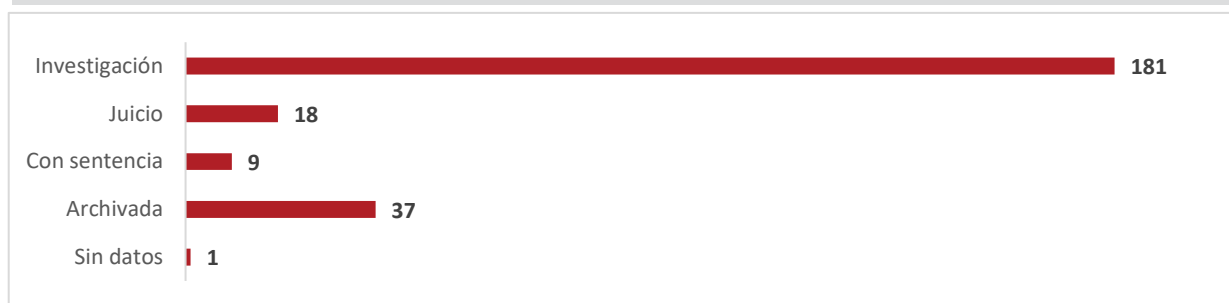 Investigación 181
Juicio 18
Con sentencia 9
Archivada 37
Sin datos 1